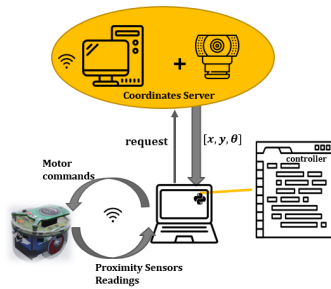 +
Coordinates Server
request
[x, y, θ]
controller
Motor
commands
Proximity Sensors
Readings